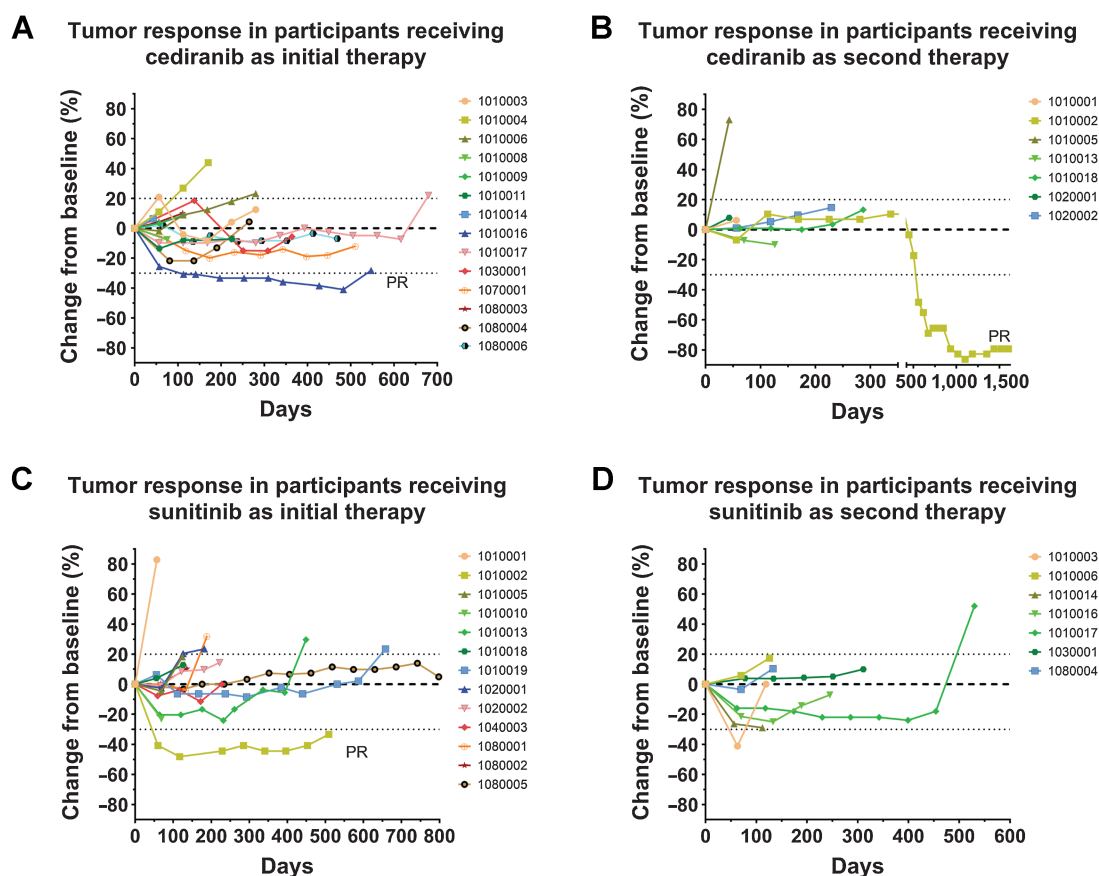 A
Tumor response in participants receiving
cediranib as initial therapy
Change from baseline (%)
80
60
40
20
0
−20
−40
−60
−80
PR
0 100 200 300 400 500 600 700
Days
1010003
1010004
1010006
1010008
1010009
1010011
1010014
1010016
1010017
1030001
1070001
1080003
1080004
1080006
B
Tumor response in participants receiving
cediranib as second therapy
Change from baseline (%)
80
60
40
20
0
−20
−40
−60
−80
PR
0 100 200 300 500 1,000 1,500
Days
1010001
1010002
1010005
1010013
1010018
1020001
1020002
C
Tumor response in participants receiving
sunitinib as initial therapy
Change from baseline (%)
80
60
40
20
0
−20
−40
−60
−80
PR
0 100 200 300 400 500 600 700 800
Days
1010001
1010002
1010005
1010010
1010013
1010018
1010019
1020001
1020002
1040003
1080001
1080002
1080005
D
Tumor response in participants receiving
sunitinib as second therapy
Change from baseline (%)
80
60
40
20
0
−20
−40
−60
−80
0 100 200 300 400 500 600
Days
1010003
1010006
1010014
1010016
1010017
1030001
1080004